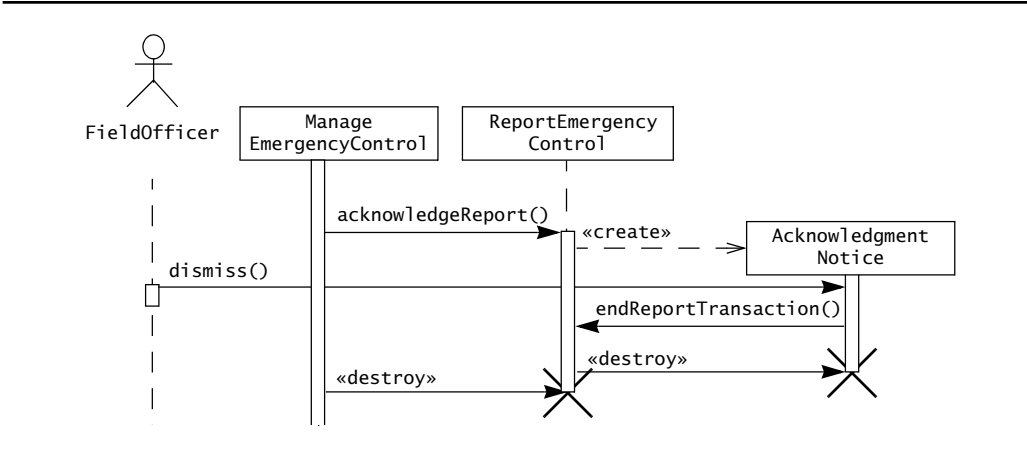 FieldOfficer
Manage
EmergencyControl
ReportEmergency
Control
acknowledgeReport()
«create»
Acknowledgment
Notice
dismiss()
endReportTransaction()
«destroy»
«destroy»